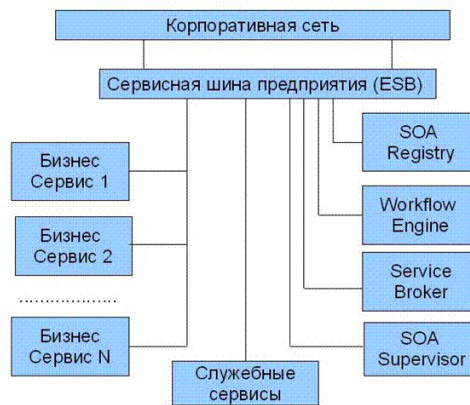 Корпоративная сеть
Сервисная шина предприятия (ESB)
Бизнес
Сервис 1
Бизнес
Сервис 2
...................
Бизнес
Сервис N
Служебные
сервисы
SOA
Registry
Workflow
Engine
Service
Broker
SOA
Supervisor